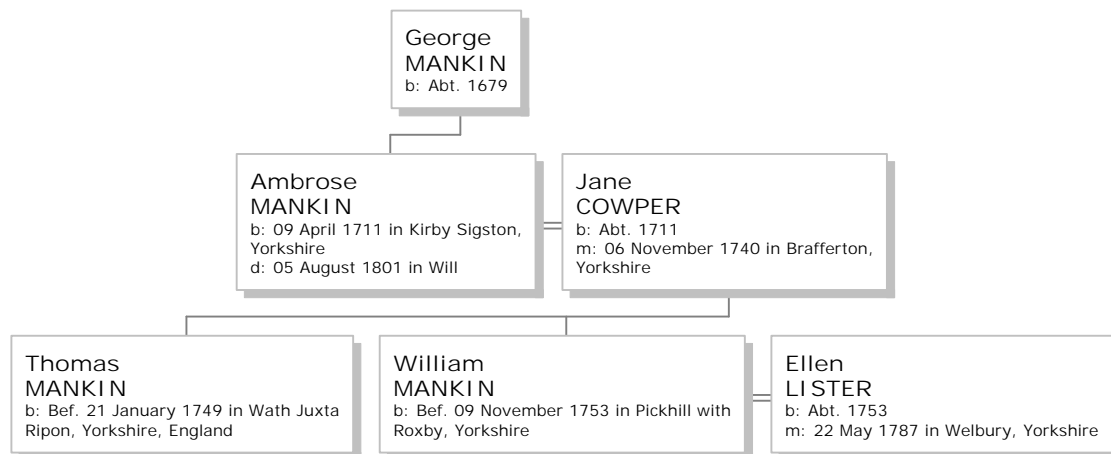 George
MANKIN
b: Abt. 1679
Ambrose
MANKIN
b: 09 April 1711 in Kirby Sigston,
Yorkshire
d: 05 August 1801 in Will
Jane
COWPER
b: Abt. 1711
m: 06 November 1740 in Brafferton,
Yorkshire
Thomas
MANKIN
b: Bef. 21 January 1749 in Wath Juxta
Ripon, Yorkshire, England
William
MANKIN
b: Bef. 09 November 1753 in Pickhill with
Roxby, Yorkshire
Ellen
LISTER
b: Abt. 1753
m: 22 May 1787 in Welbury, Yorkshire